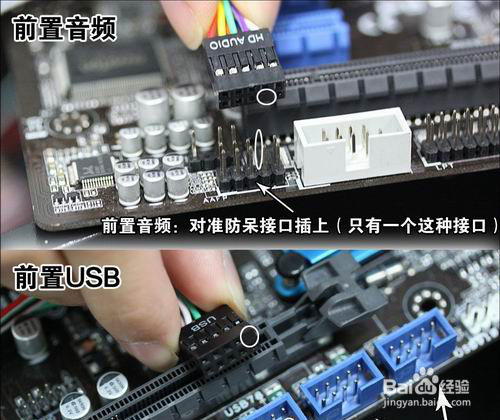 前置音频
HD AUDIO
AAFP
前置音频：对准防呆接口插上（只有一个这种接口）
前置USB
USB
Baidu经验
jingyan.baidu.com